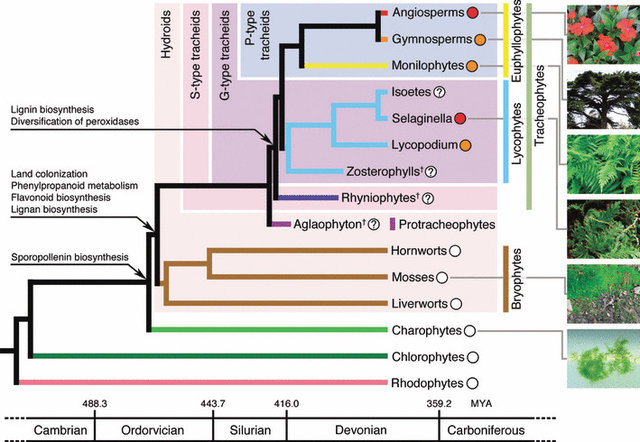 Hydroids
S-type tracheids
G-type tracheids
P-type
tracheids
Angiosperms
Gymnosperms
Monilophytes
Euphyllophytes
Tracheophytes
Lignin biosynthesis
Diversification of peroxidases
Isoetes ?
Selaginella
Lycopodium
Zosterophylls† ?
Lycophytes
Rhyniophytes† ?
Aglaophyton† ? Protracheophytes
Land colonization
Phenylpropanoid metabolism
Flavonoid biosynthesis
Lignan biosynthesis
Sporopollenin biosynthesis
Hornworts
Mosses
Liverworts
Bryophytes
Charophytes
Chlorophytes
Rhodophytes
488.3 443.7 416.0 359.2 MYA
Cambrian Ordorvician Silurian Devonian Carboniferous